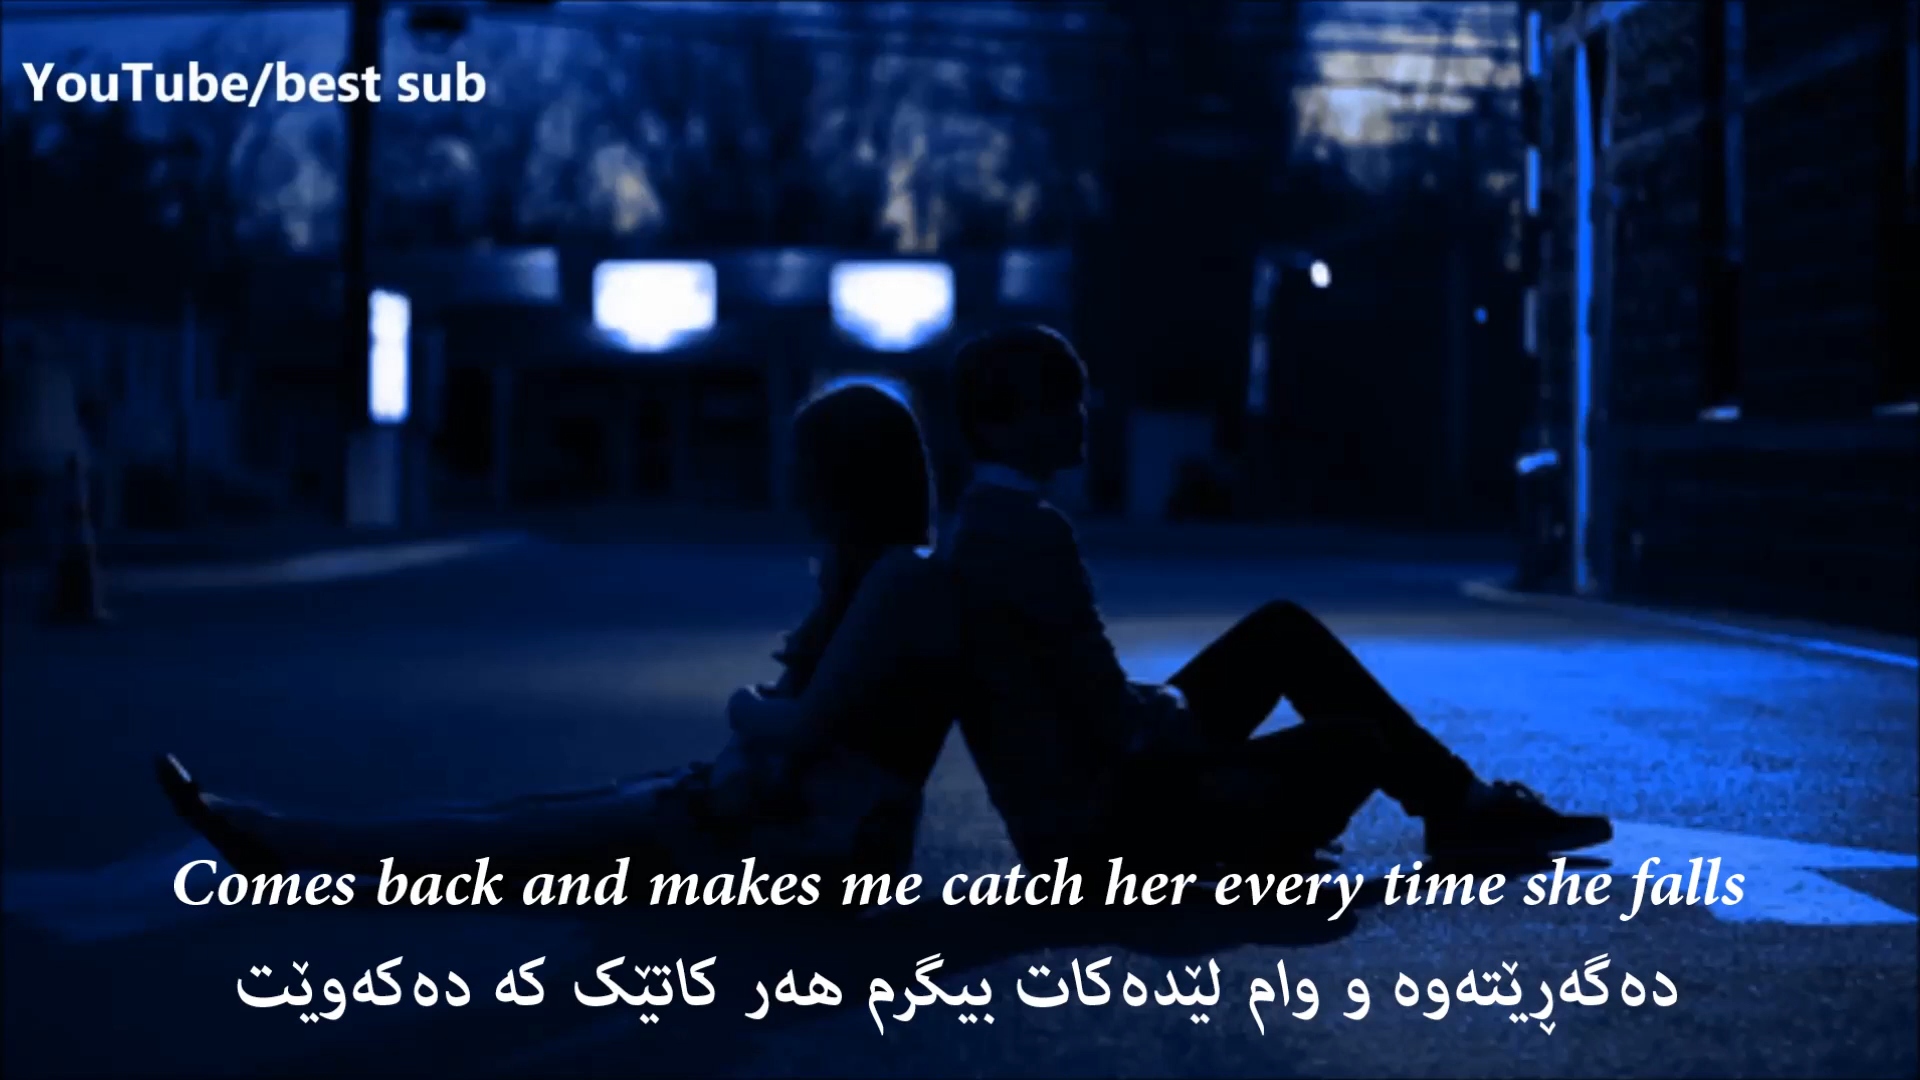 YouTube/best sub
Comes back and makes me catch her every time she falls
دەگەڕێتەوە و وام لێدەکات بیگرم هەر کاتێک کە دەکەوێت